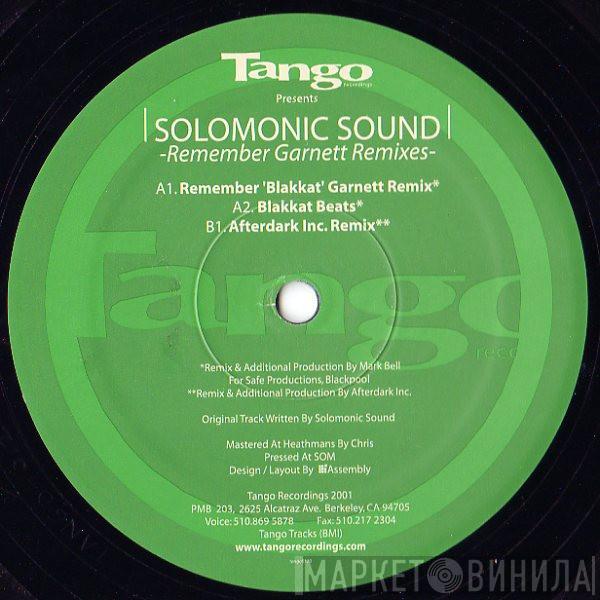 Tango
recordings
Presents
SOLOMONIC SOUND
-Remember Garnett Remixes-
A1. Remember 'Blakkat' Garnett Remix*
A2. Blakkat Beats*
B1. Afterdark Inc. Remix**
Tango
reco
*Remix & Additional Production By Mark Bell
For Safe Productions, Blackpool
**Remix & Additional Production By Afterdark Inc.
Original Track Written By Solomonic Sound
Mastered At Heathmans By Chris
Pressed At SOM
Design / Layout By Assembly
Tango Recordings 2001
PMB 203, 2625 Alcatraz Ave. Berkeley, CA 94705
Voice: 510.869 5878 Fax: 510.217 2304
Tango Tracks (BMI)
www.tangorecordings.com
МАРКЕТ ВИНИЛА